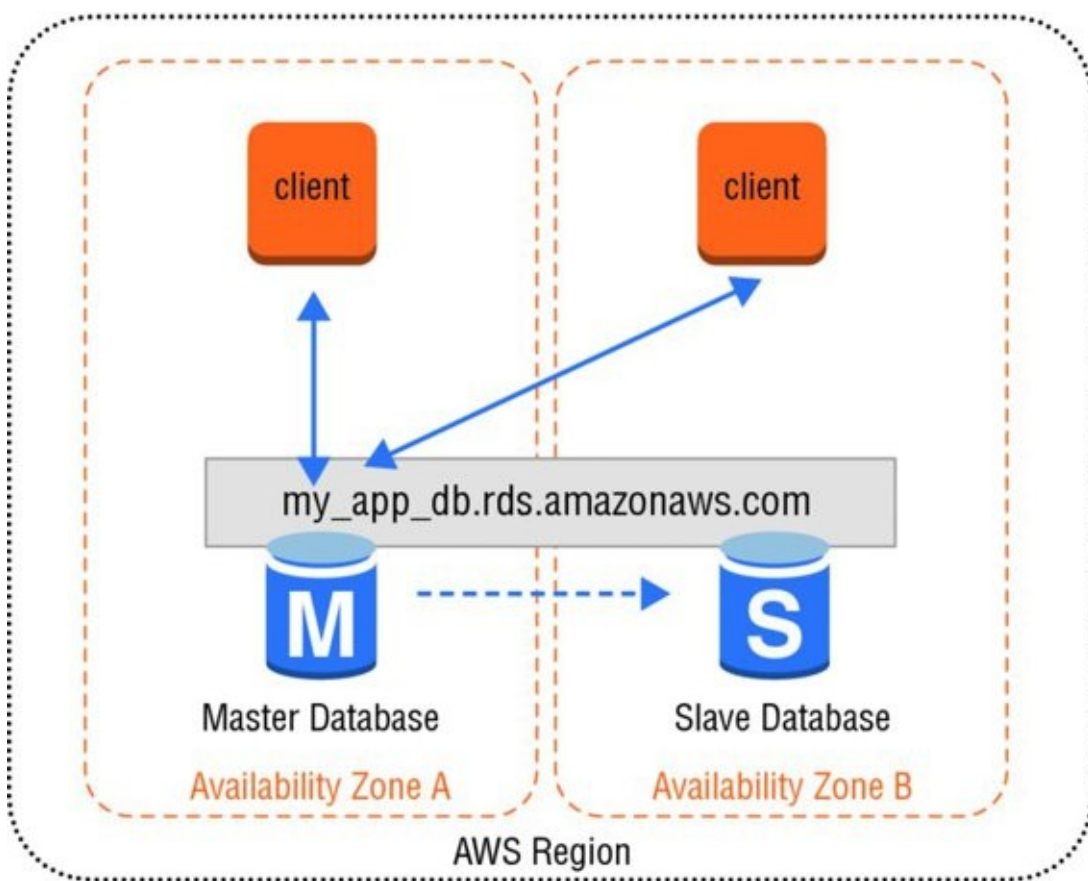 client
client
my_app_db.rds.amazonaws.com
M
S
Master Database
Slave Database
Availability Zone A
Availability Zone B
AWS Region